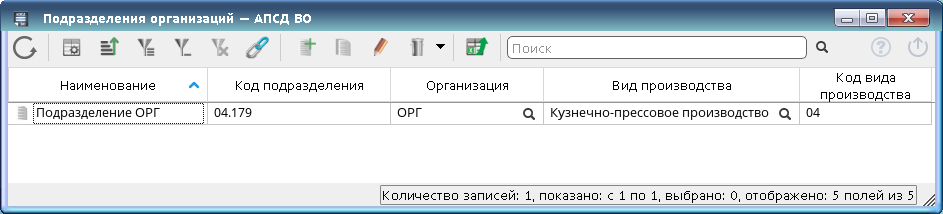 Подразделения организаций — АПСД ВО
Поиск
Наименование Код подразделения Организация Вид производства Код вида производства
Подразделение ОРГ 04.179 ОРГ Кузнечно-прессовое производство 04
Количество записей: 1, показано: с 1 по 1, выбрано: 0, отображено: 5 полей из 5